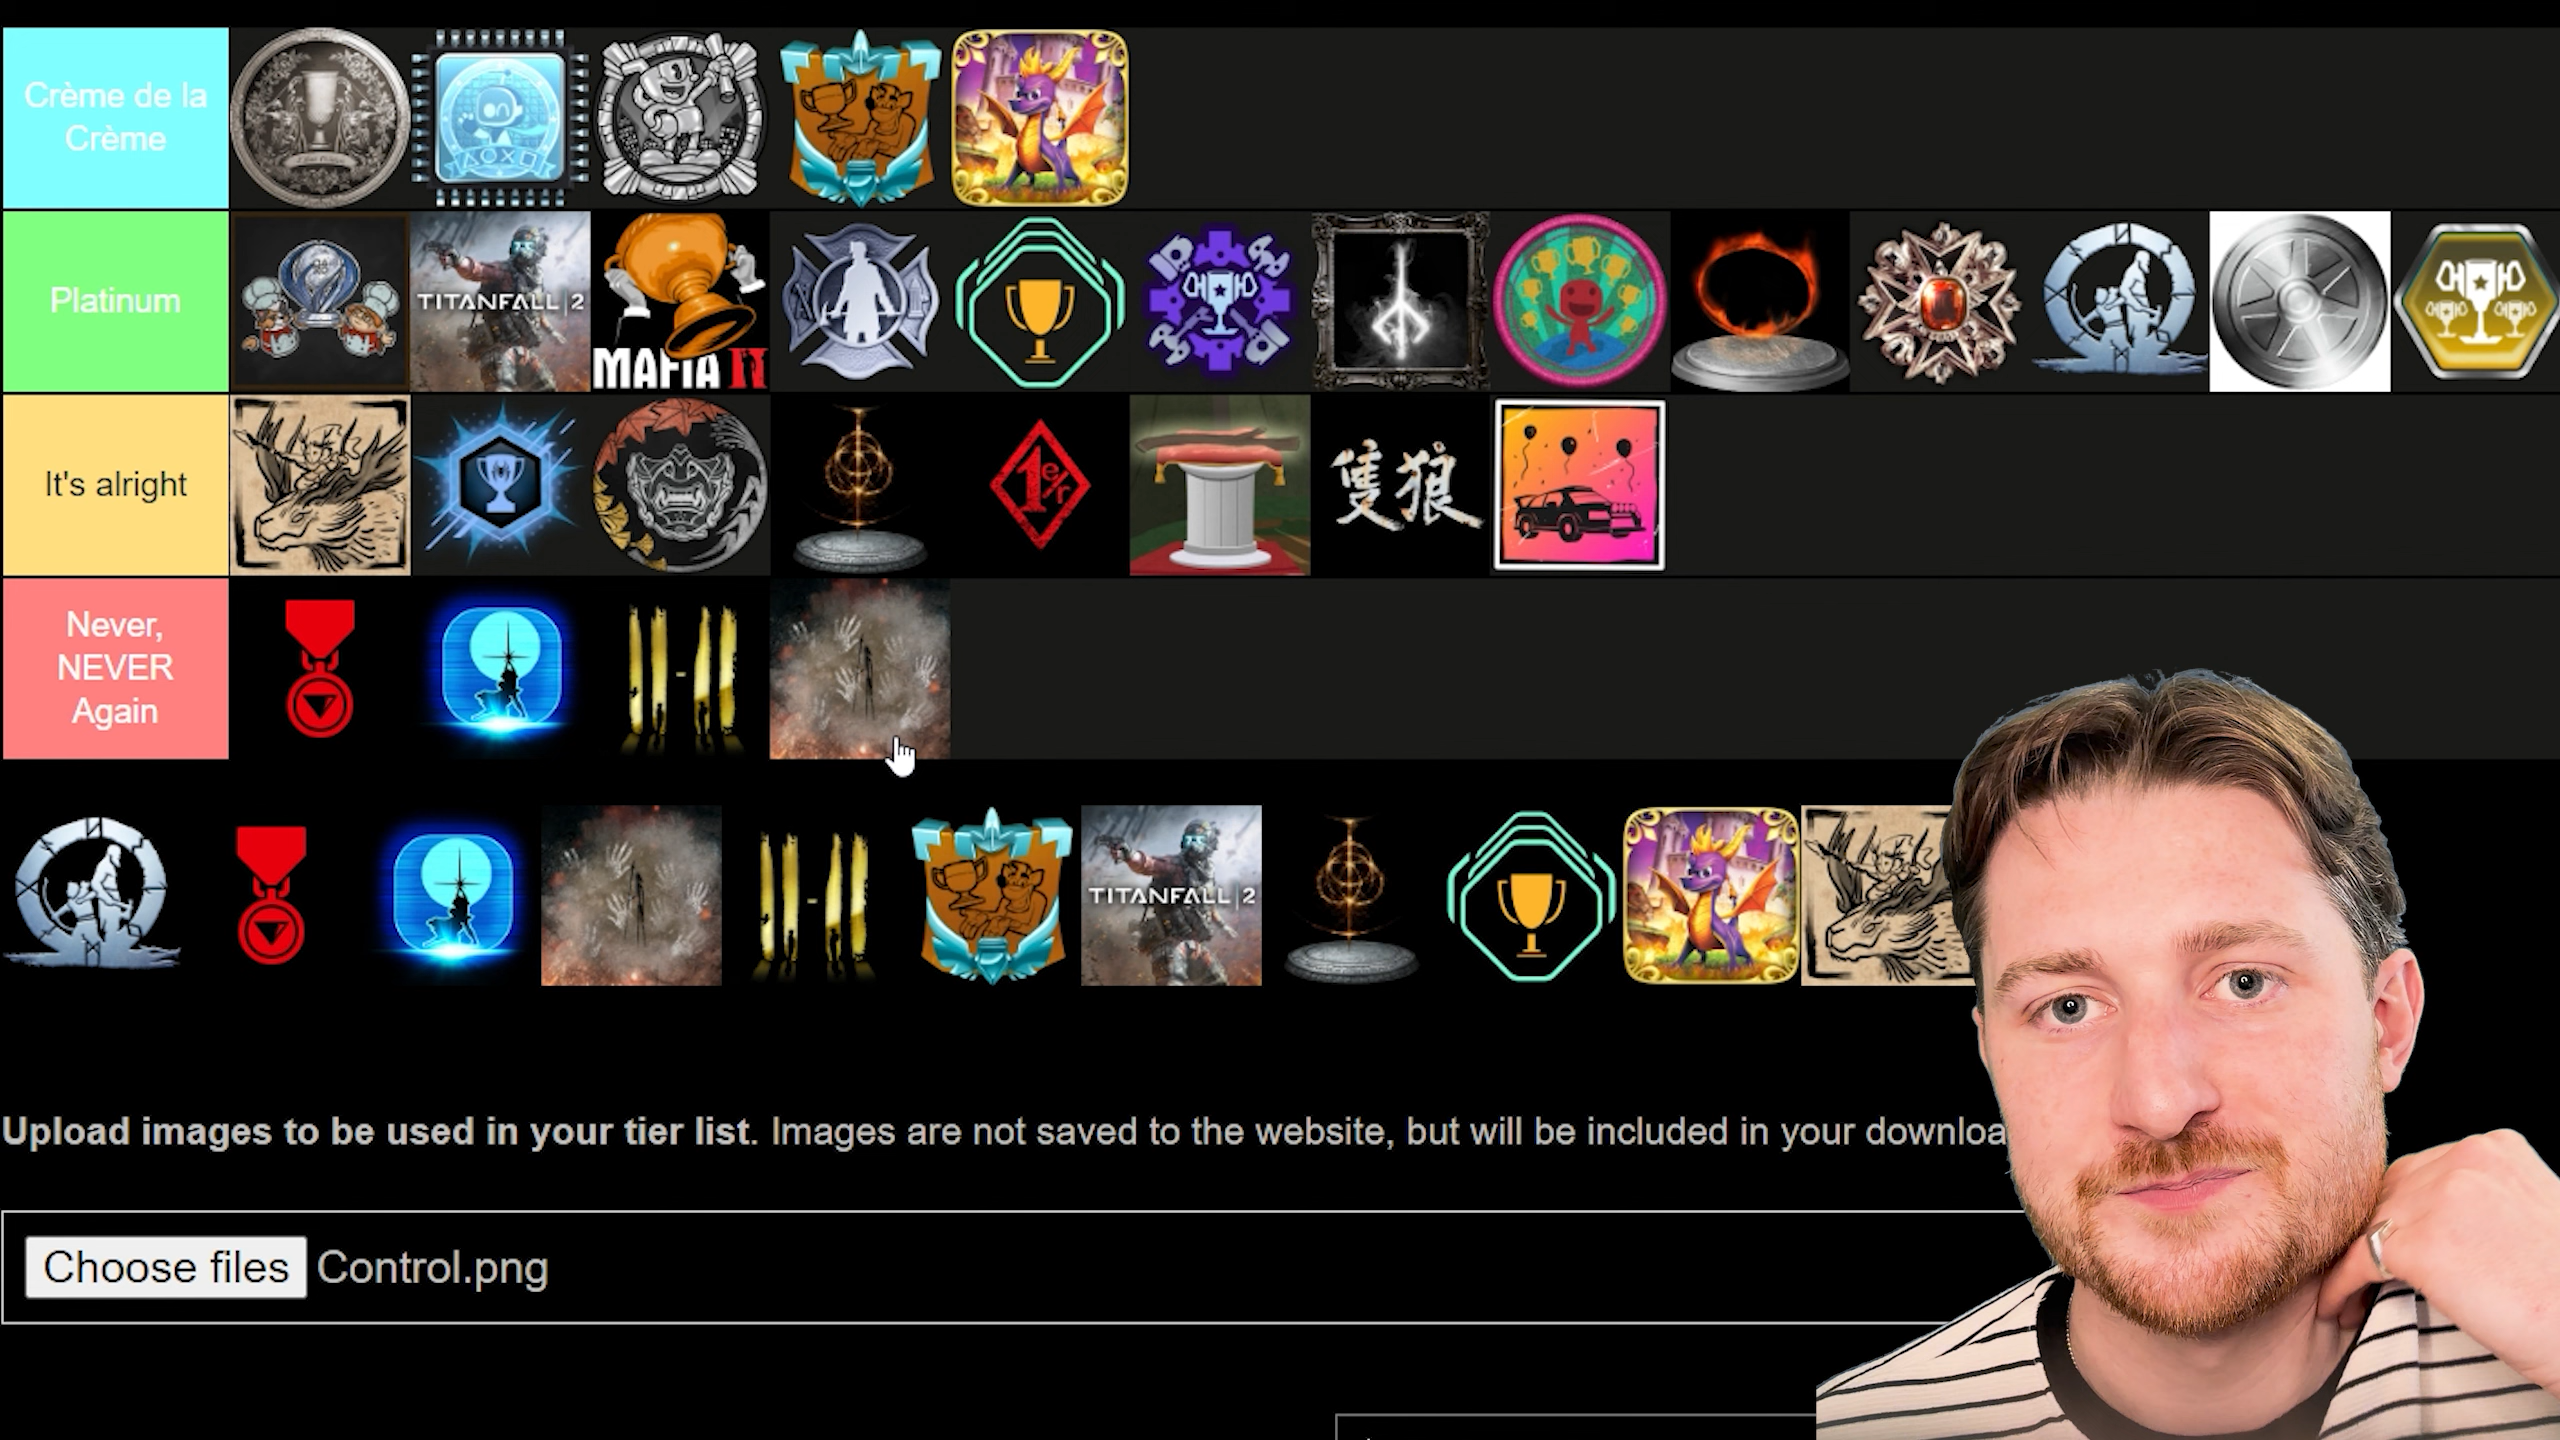 Crème de la
Crème
Platinum
TITANFALL | 2
MAFIA II
It's alright
1e/r
隻狼
Never,
NEVER
Again
TITANFALL | 2
Upload images to be used in your tier list. Images are not saved to the website, but will be included in your downloa
Choose files Control.png